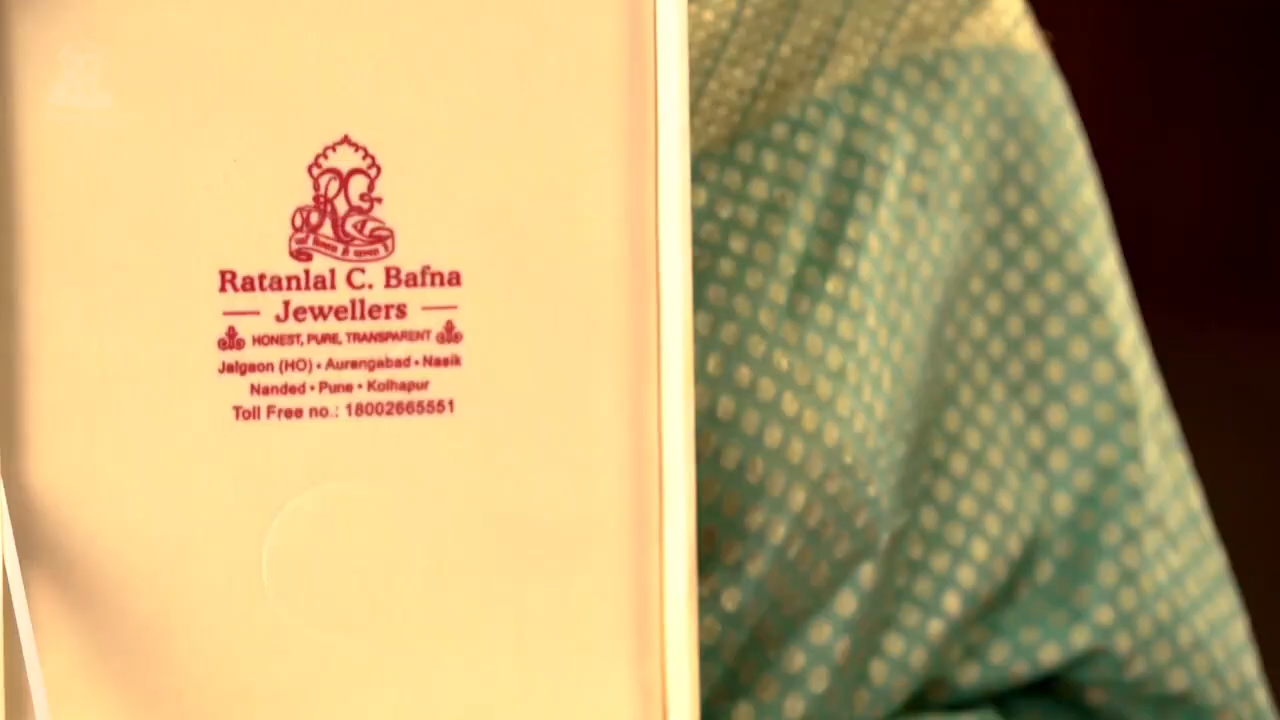 Ratanlal C. Bafna
Jewellers
HONEST, PURE, TRANSPARENT
Jalgaon (HO) • Aurangabad • Nasik
Nanded • Pune • Kolhapur
Toll Free no.: 18002665551